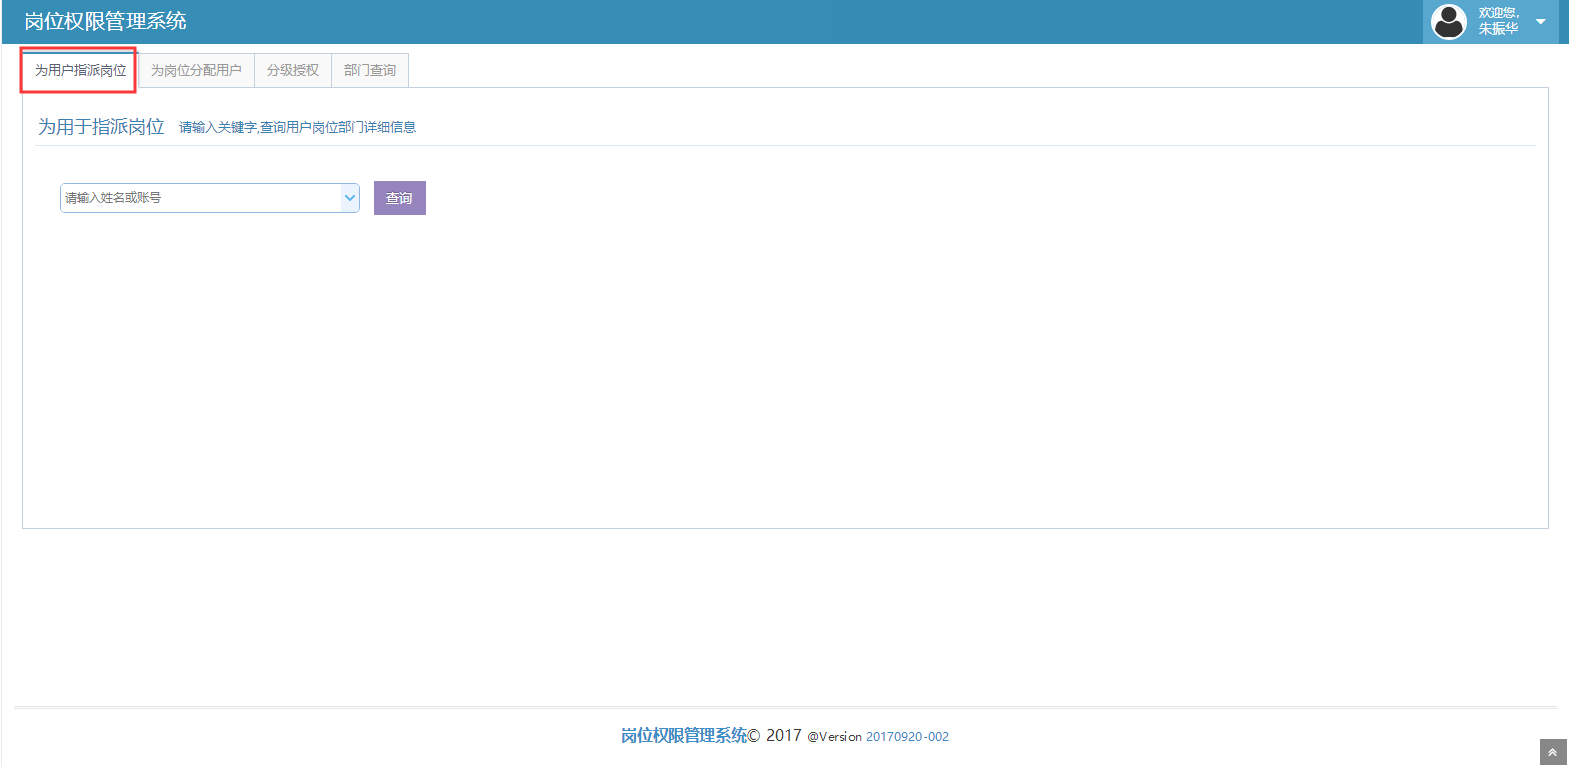 岗位权限管理系统
欢迎您,
朱振华
为用户指派岗位 为岗位分配用户 分级授权 部门查询
为用于指派岗位 请输入关键字,查询用户岗位部门详细信息
请输入姓名或账号 查询
岗位权限管理系统© 2017 @Version 20170920-002